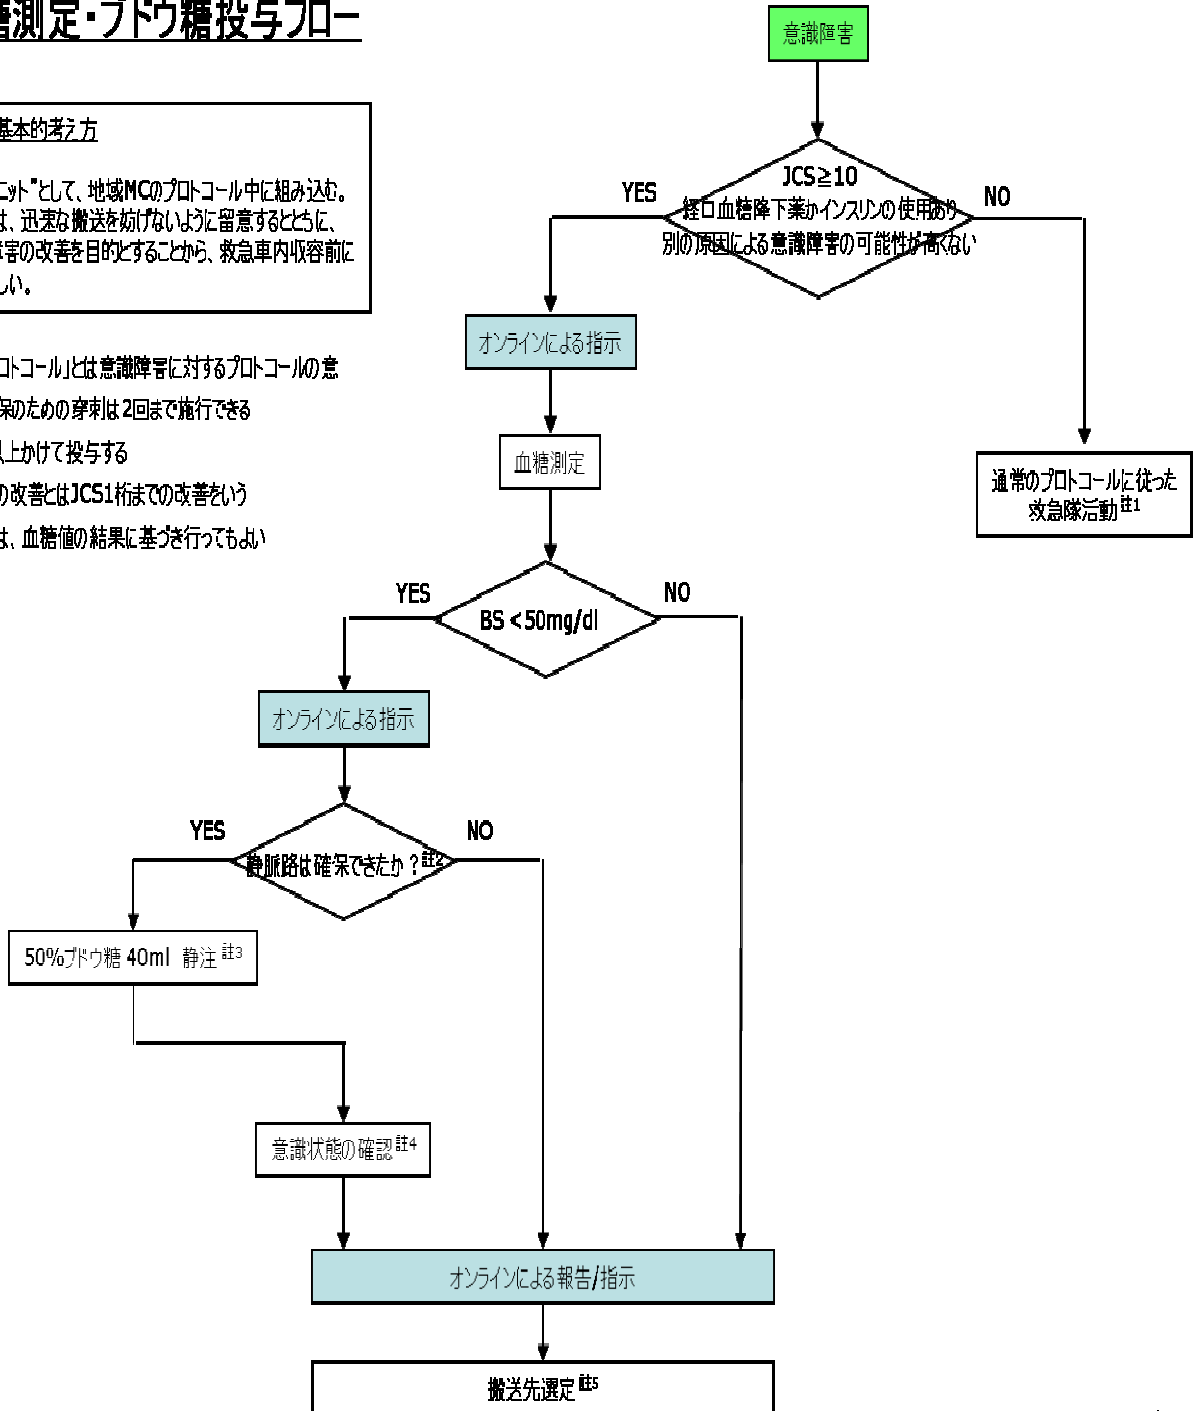 糖測定・ブドウ糖投与フロー
基本的考え方
ニット"として、地域MCのプロトコール中に組み込む。
は、迅速な搬送を妨げないように留意するとともに、
障害の改善を目的とすることから、救急車内収容前に
しい。
ロトコール」とは意識障害に対するプロトコールの意
保のための穿刺は2回まで施行できる
以上かけて投与する
の改善とはJCS1桁までの改善をいう
は、血糖値の結果に基づき行ってもよい
意識障害
JCS≧10
経口血糖降下薬かインスリンの使用あり
別の原因による意識障害の可能性が高くない
YES
NO
オンラインによる指示
血糖測定
通常のプロトコールに従った
救急隊活動註1
BS <50mg/dl
YES
NO
オンラインによる指示
静脈路は確保できたか？註2
YES
NO
50%ブドウ糖 40ml 静注 註3
意識状態の確認註4
オンラインによる報告/指示
搬送先選定註5